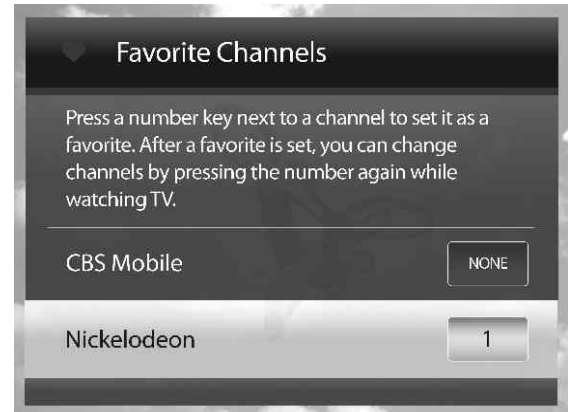 Favorite Channels
Press a number key next to a channel to set it as a
favorite. After a favorite is set, you can change
channels by pressing the number again while
watching TV.
CBS Mobile NONE
Nickelodeon 1